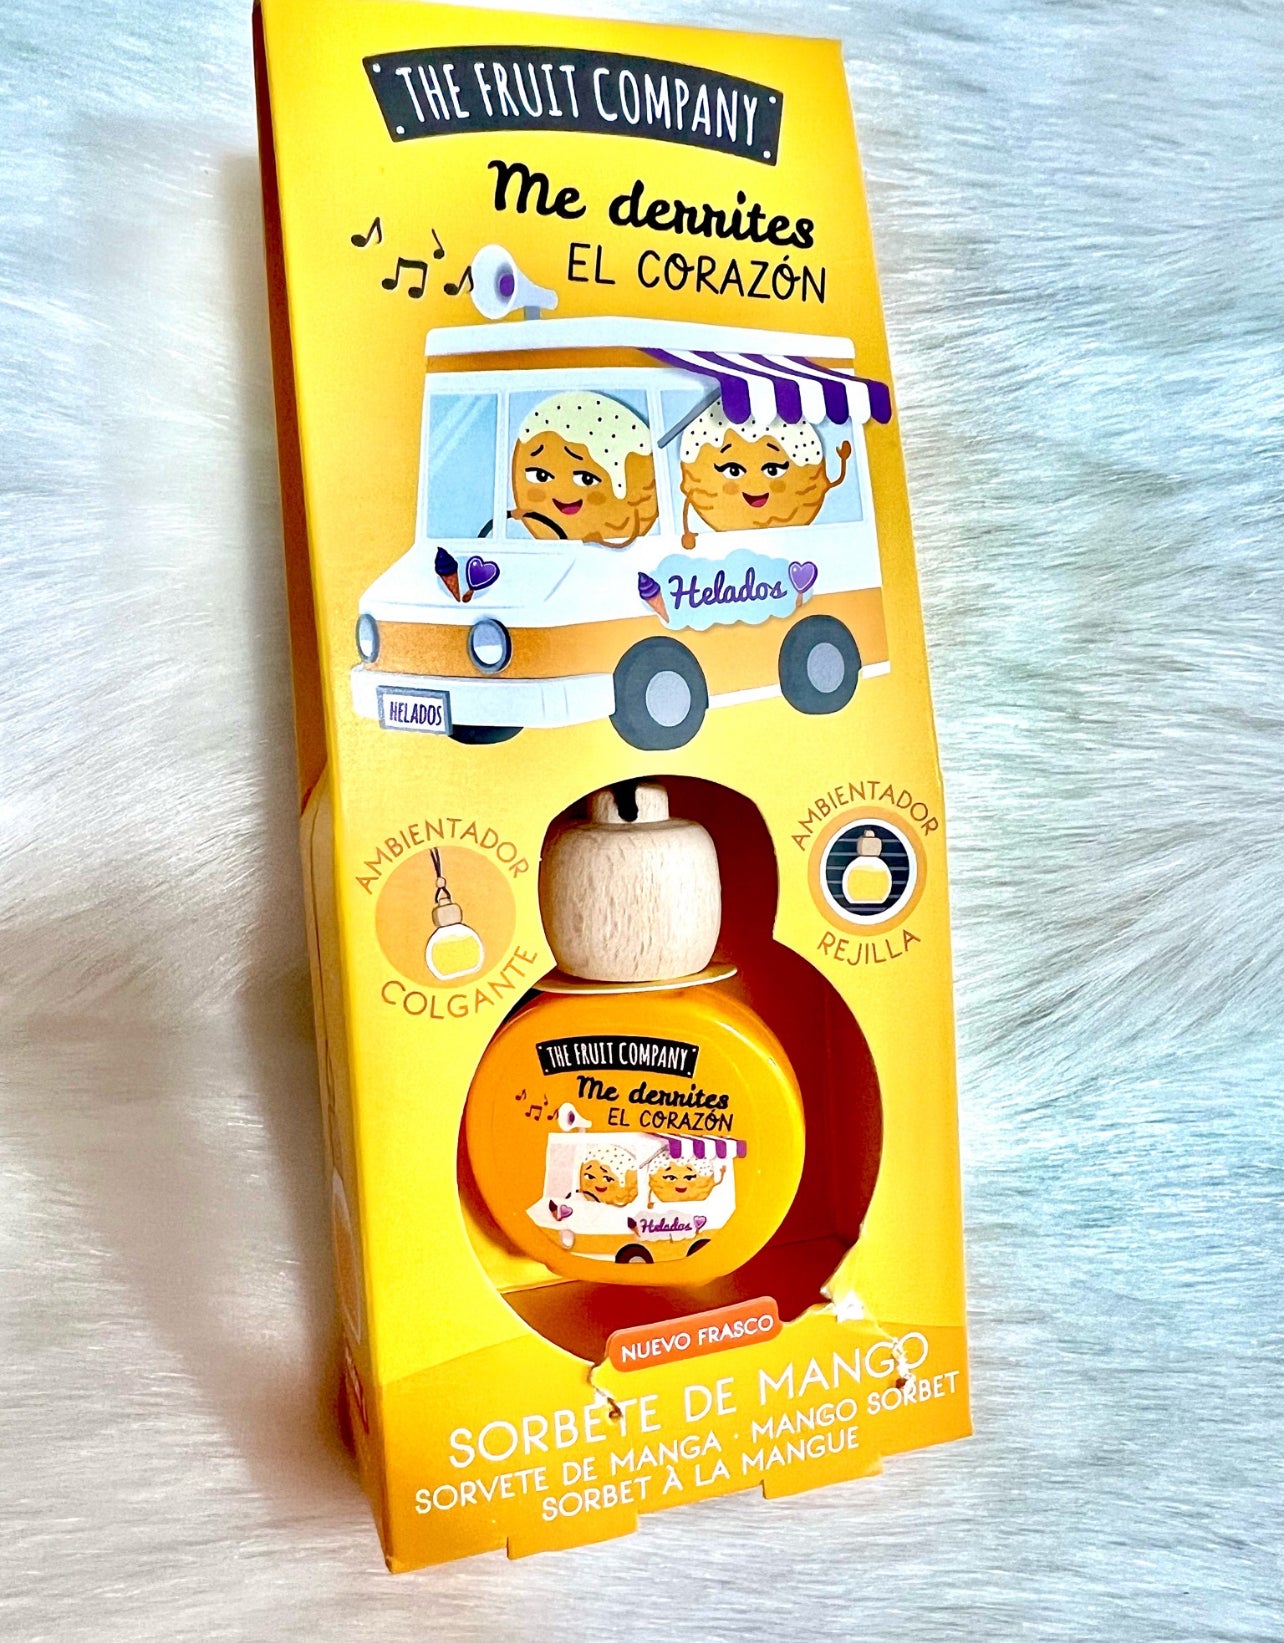 THE FRUIT COMPANY
Me derrites
EL CORAZÓN
Helados
HELADOS
AMBIENTADOR
COLGANTE
AMBIENTADOR
REJILLA
THE FRUIT COMPANY
Me derrites
EL CORAZÓN
Helados
NUEVO FRASCO
SORBETE DE MANGO
SORVETE DE MANGA · MANGO SORBET
SORBET À LA MANGUE